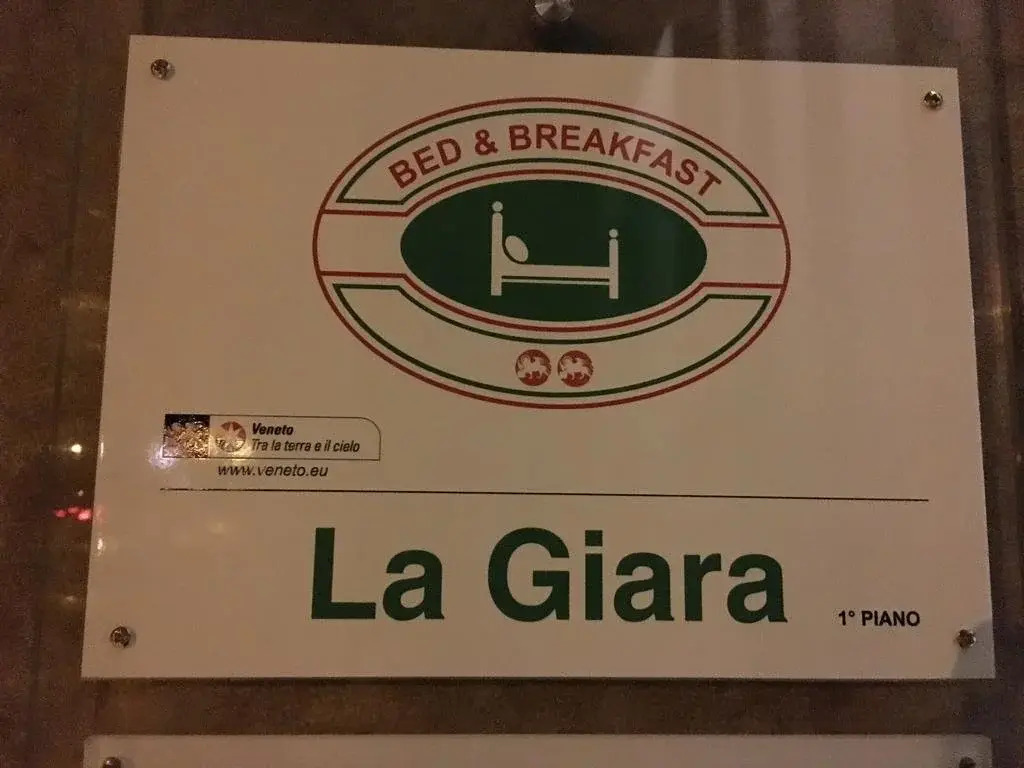 BED & BREAKFAST
Veneto
Tra la terra e il cielo
www.veneto.eu
La Giara
1° PIANO